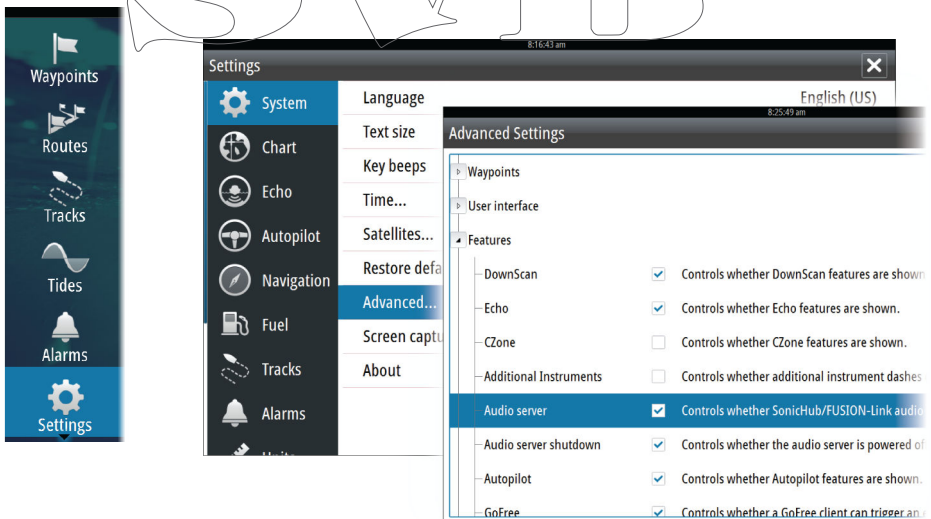 Waypoints
Routes
Tracks
Tides
Alarms
Settings
8:16:43 am
Settings
System
Chart
Echo
Autopilot
Navigation
Fuel
Tracks
Alarms
Language English (US)
Text size
Key beeps
Time...
Satellites...
Restore defa
Advanced...
Screen captu
About
8:25:49 am
Advanced Settings
Waypoints
User interface
Features
DownScan Controls whether DownScan features are shown
Echo Controls whether Echo features are shown.
CZone Controls whether CZone features are shown.
Additional Instruments Controls whether additional instrument dashes
Audio server Controls whether SonicHub/FUSION-Link audio
Audio server shutdown Controls whether the audio server is powered of
Autopilot Controls whether Autopilot features are shown.
GoFree Controls whether a GoFree client can trigger an